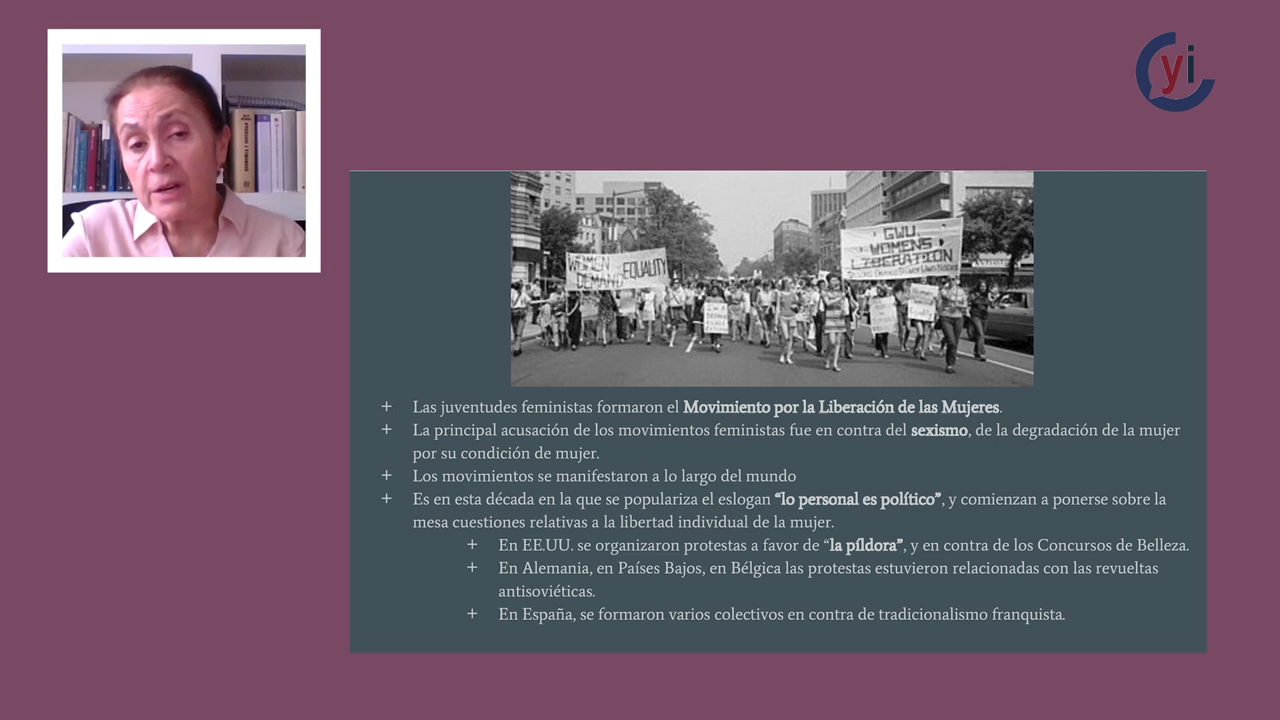 yi
WOMEN
DEMAND EQUALITY
GWU
WOMENS
LIBERATION
+ Las juventudes feministas formaron el Movimiento por la Liberación de las Mujeres.
+ La principal acusación de los movimientos feministas fue en contra del sexismo, de la degradación de la mujer
por su condición de mujer.
+ Los movimientos se manifestaron a lo largo del mundo
+ Es en esta década en la que se populariza el eslogan “lo personal es político”, y comienzan a ponerse sobre la
mesa cuestiones relativas a la libertad individual de la mujer.
+ En EE.UU. se organizaron protestas a favor de “la píldora”, y en contra de los Concursos de Belleza.
+ En Alemania, en Países Bajos, en Bélgica las protestas estuvieron relacionadas con las revueltas
antisoviéticas.
+ En España, se formaron varios colectivos en contra de tradicionalismo franquista.